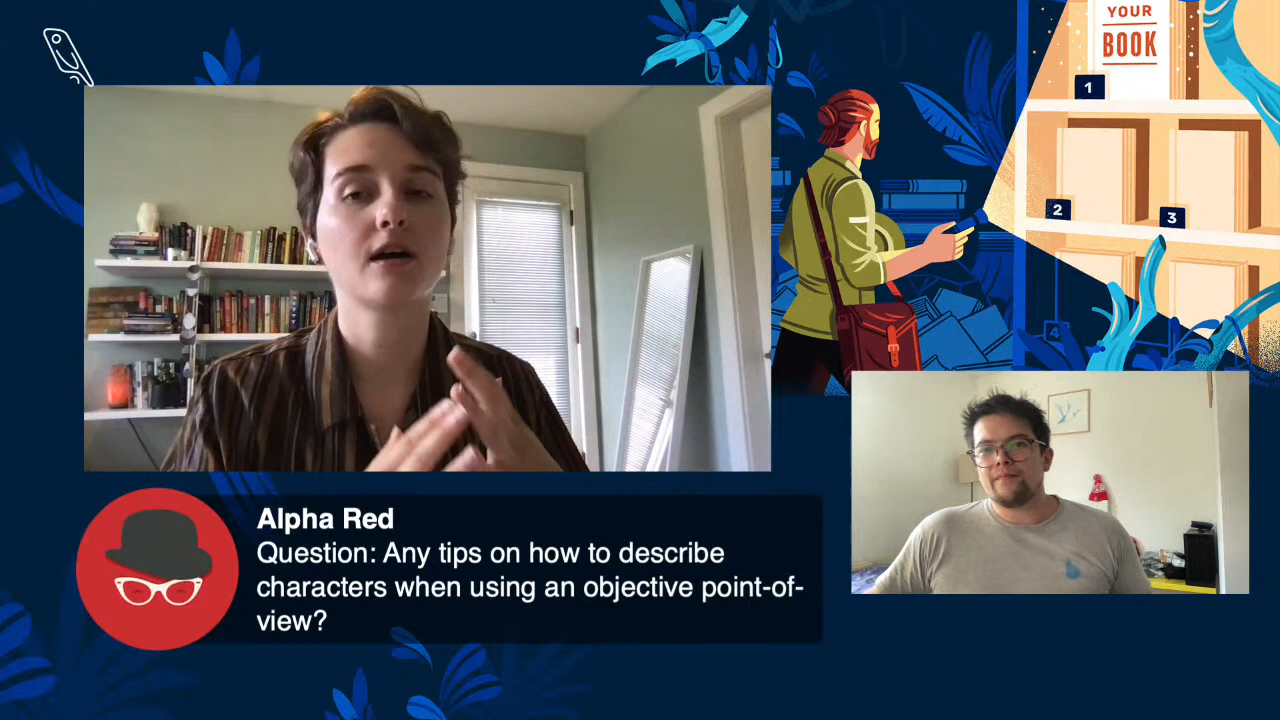 YOUR
BOOK
1
2
3
4
Alpha Red
Question: Any tips on how to describe
characters when using an objective point-of-
view?